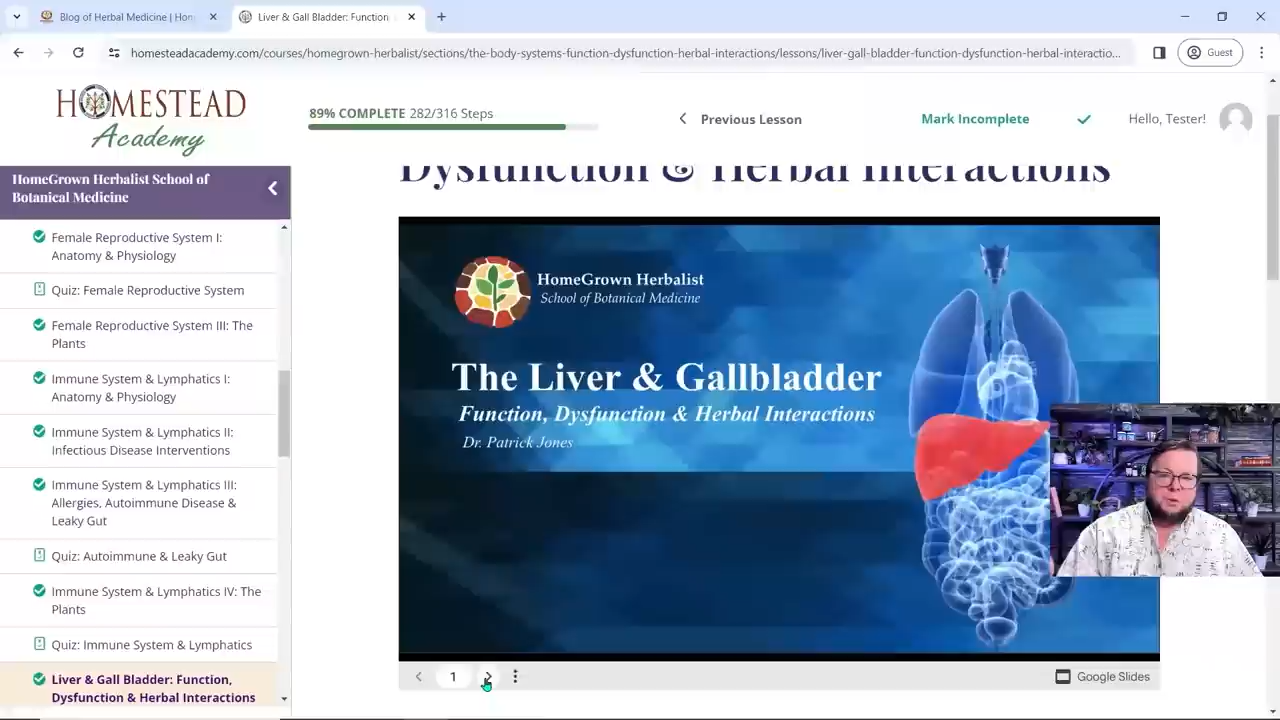 Blog of Herbal Medicine | Hon
Liver & Gall Bladder: Function
homesteadacademy.com/courses/homegrown-herbalist/sections/the-body-systems-function-dysfunction-herbal-interactions/lessons/liver-gall-bladder-function-dysfunction-herbal-interactio...
Guest
HOMESTEAD
Academy
89% COMPLETE 282/316 Steps
Previous Lesson
Mark Incomplete
Hello, Tester!
HomeGrown Herbalist School of
Botanical Medicine
Female Reproductive System I:
Anatomy & Physiology
Quiz: Female Reproductive System
Female Reproductive System III: The
Plants
Immune System & Lymphatics I:
Anatomy & Physiology
Immune System & Lymphatics II:
Infectious Disease Interventions
Immune System & Lymphatics III:
Allergies, Autoimmune Disease &
Leaky Gut
Quiz: Autoimmune & Leaky Gut
Immune System & Lymphatics IV: The
Plants
Quiz: Immune System & Lymphatics
Liver & Gall Bladder: Function,
Dysfunction & Herbal Interactions
Dysfunction & Herbal Interactions
HomeGrown Herbalist
School of Botanical Medicine
The Liver & Gallbladder
Function, Dysfunction & Herbal Interactions
Dr. Patrick Jones
1
Google Slides